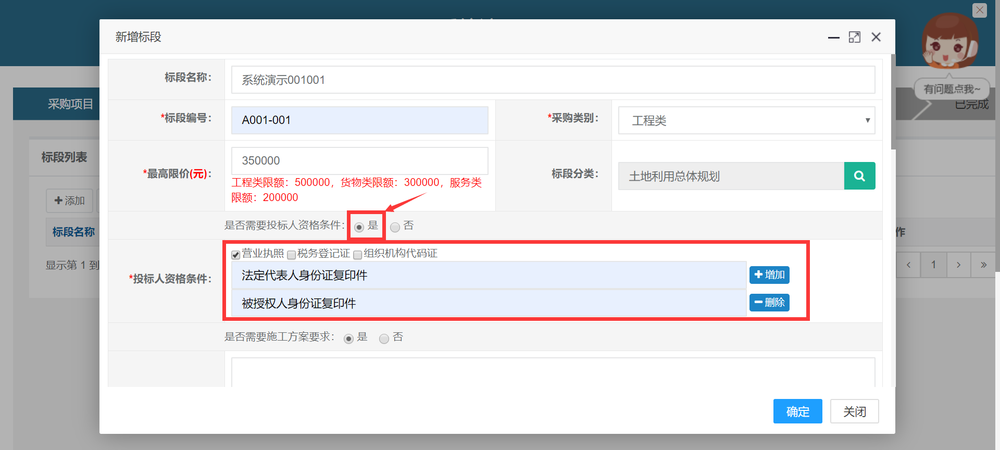 新增标段
有问题点我~
采购项目
已完成
标段名称：
系统演示001001
*标段编号：
A001-001
*采购类别：
工程类
标段列表
*最高限价(元)：
350000
工程类限额：500000，货物类限额：300000，服务类
限额：200000
标段分类：
土地利用总体规划
添加
是否需要投标人资格条件： 是 否
标段名称
作
*投标人资格条件：
营业执照 税务登记证 组织机构代码证
法定代表人身份证复印件
增加
被授权人身份证复印件
删除
显示第 1 到
1
是否需要施工方案要求： 是 否
确定
关闭